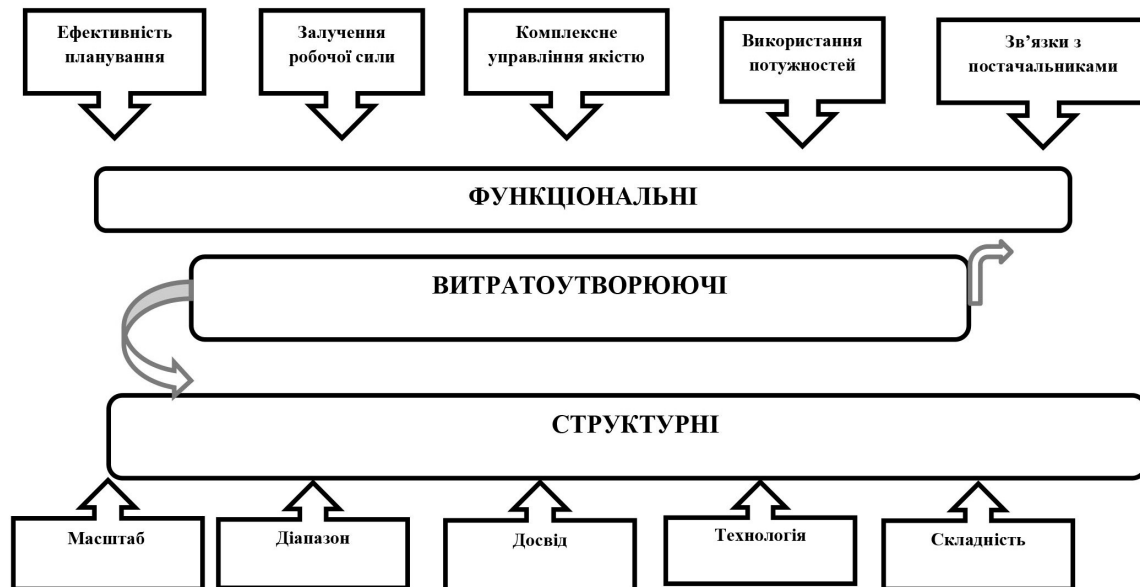 Ефективність
планування
Залучення
робочої сили
Комплексне
управління якістю
Використання
потужностей
Зв’язки з
постачальниками
ФУНКЦІОНАЛЬНІ
ВИТРАТОУТВОРЮЮЧІ
СТРУКТУРНІ
Масштаб
Діапазон
Досвід
Технологія
Складність